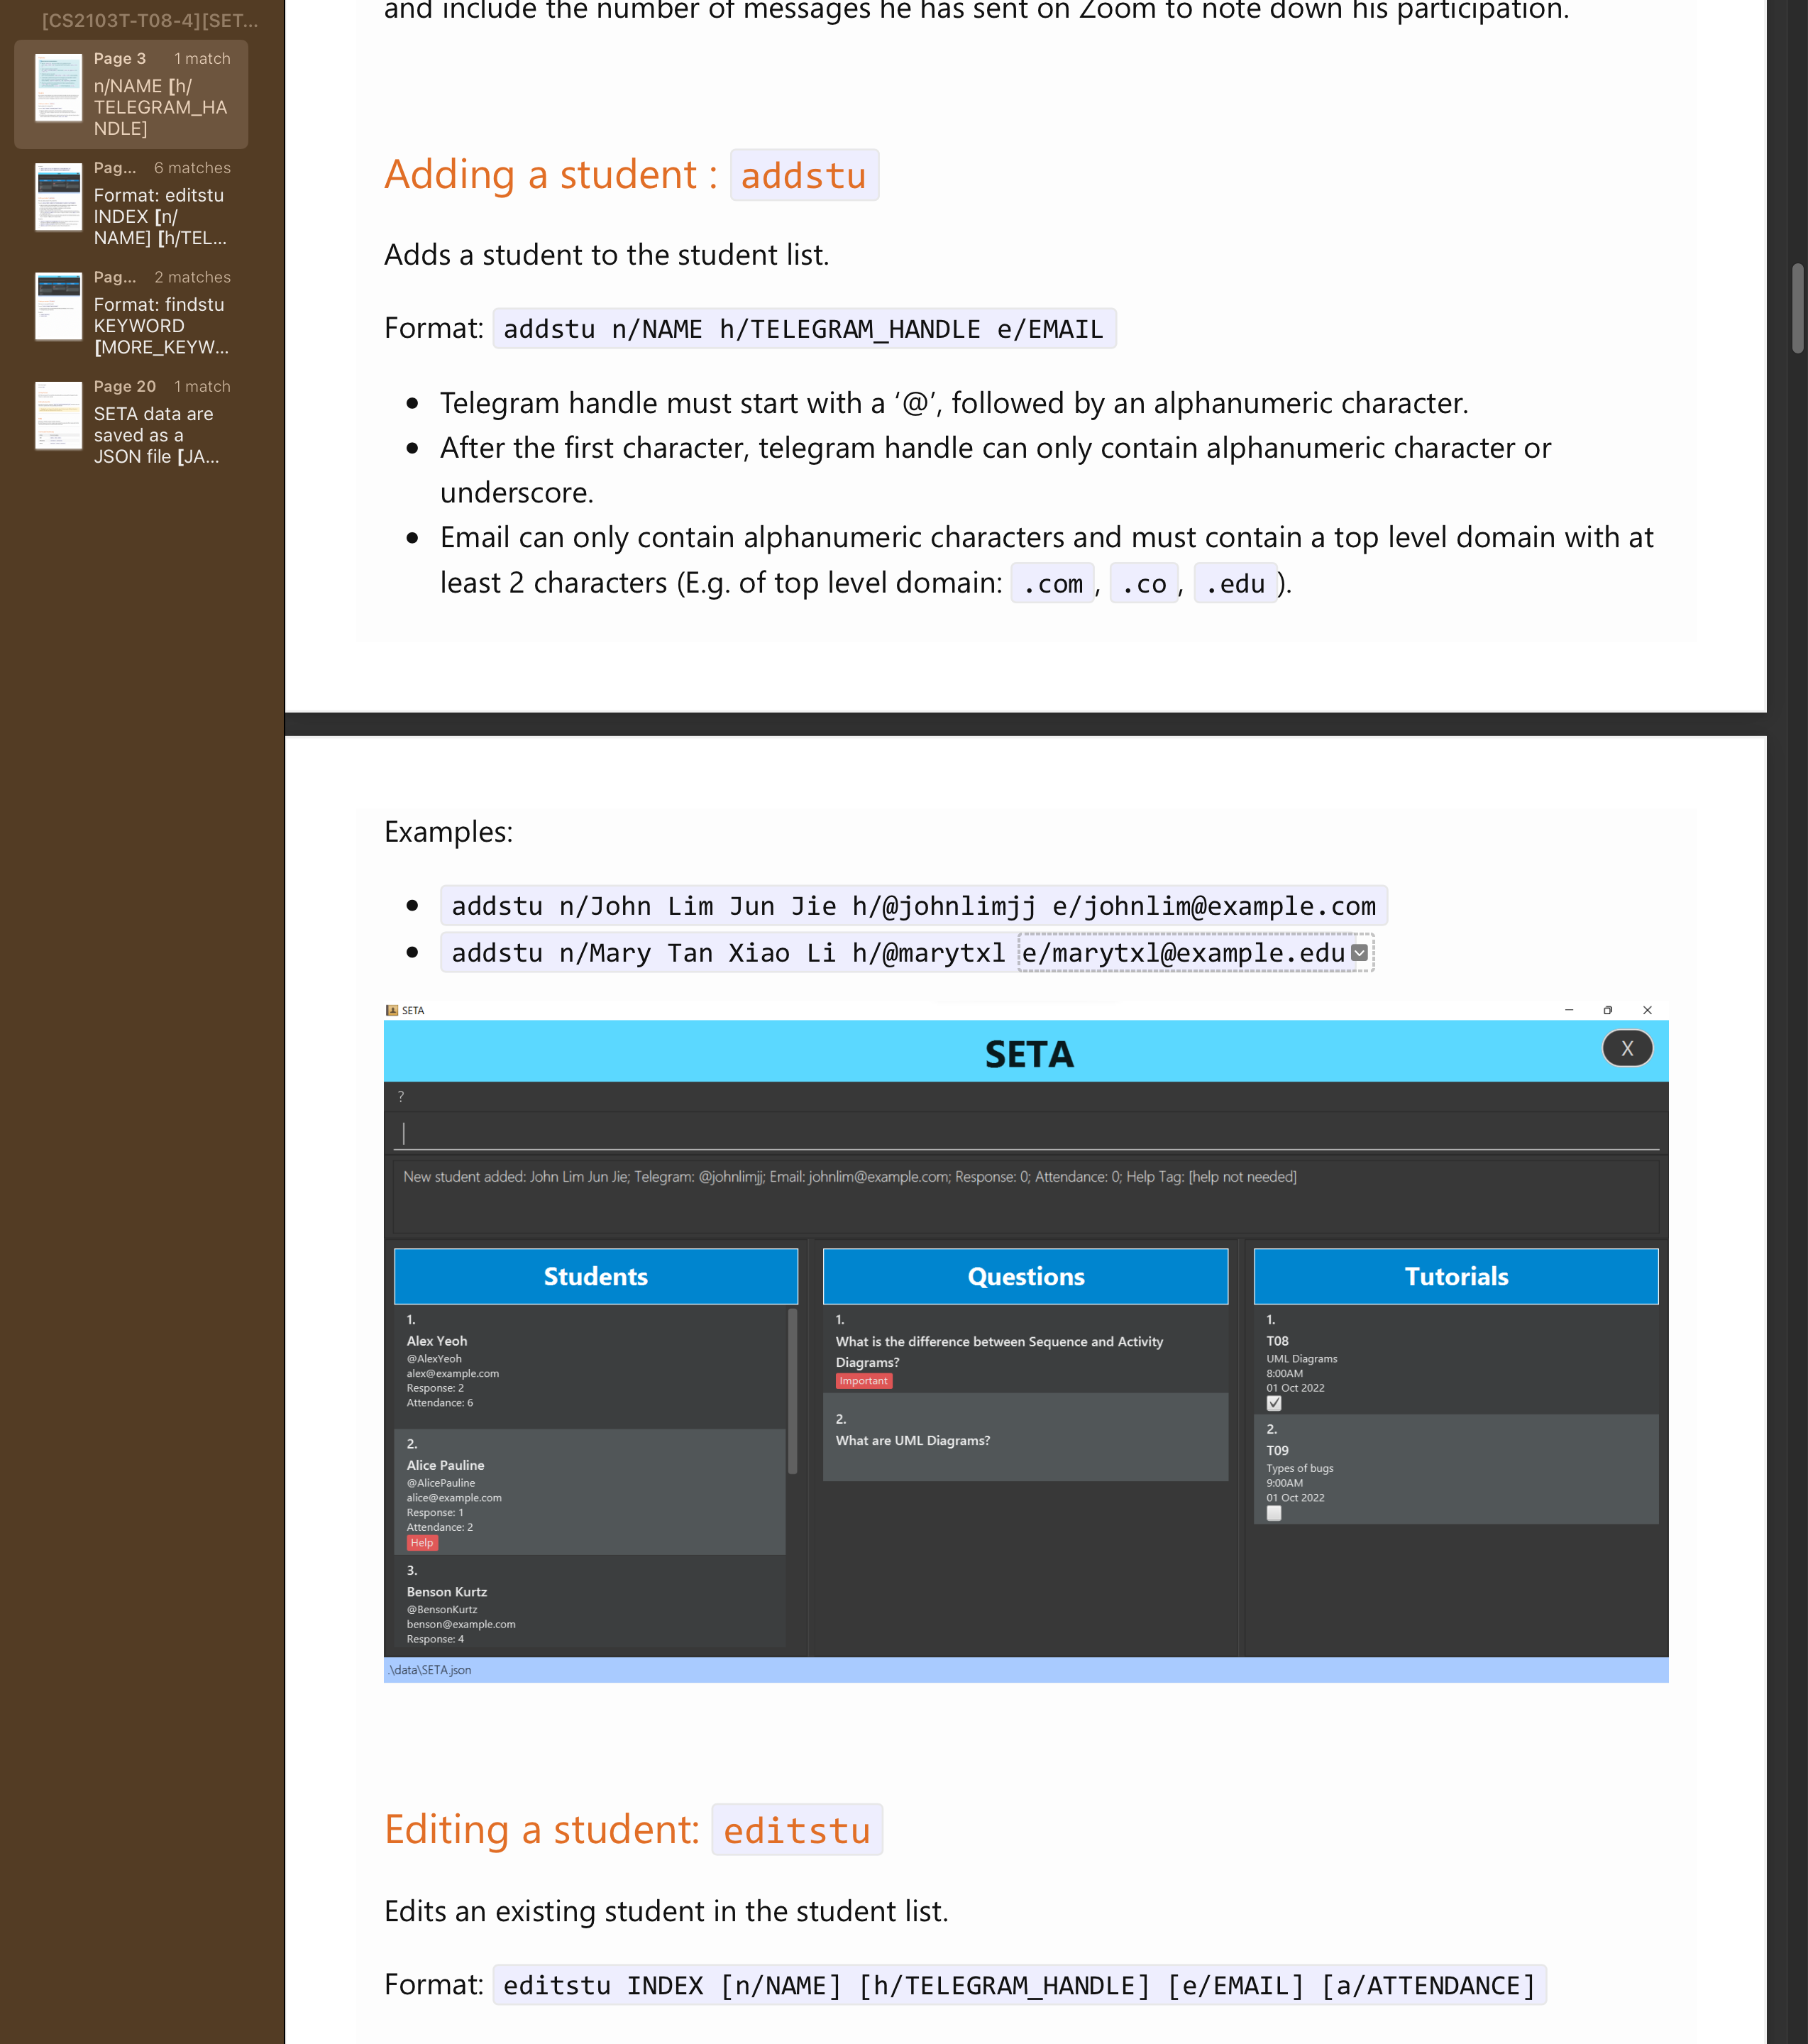 [CS2103T-T08-4][SET...
Page 3 1 match
n/NAME [h/
TELEGRAM_HA
NDLE]
Pag... 6 matches
Format: editstu
INDEX [n/
NAME] [h/TEL...
Pag... 2 matches
Format: findstu
KEYWORD
[MORE_KEYW...
Page 20 1 match
SETA data are
saved as a
JSON file [JA...
and include the number of messages he has sent on Zoom to note down his participation.
Adding a student : addstu
Adds a student to the student list.
Format: addstu n/NAME h/TELEGRAM_HANDLE e/EMAIL
• Telegram handle must start with a ‘@’, followed by an alphanumeric character.
• After the first character, telegram handle can only contain alphanumeric character or
underscore.
• Email can only contain alphanumeric characters and must contain a top level domain with at
least 2 characters (E.g. of top level domain: .com, .co, .edu).
Examples:
• addstu n/John Lim Jun Jie h/@johnlimjj e/johnlim@example.com
• addstu n/Mary Tan Xiao Li h/@marytxl e/marytxl@example.edu
SETA
SETA
X
?
New student added: John Lim Jun Jie; Telegram: @johnlimjj; Email: johnlim@example.com; Response: 0; Attendance: 0; Help Tag: [help not needed]
Students
1.
Alex Yeoh
@AlexYeoh
alex@example.com
Response: 2
Attendance: 6
2.
Alice Pauline
@AlicePauline
alice@example.com
Response: 1
Attendance: 2
Help
3.
Benson Kurtz
@BensonKurtz
benson@example.com
Response: 4
Questions
1.
What is the difference between Sequence and Activity
Diagrams?
Important
2.
What are UML Diagrams?
Tutorials
1.
T08
UML Diagrams
8:00AM
01 Oct 2022
2.
T09
Types of bugs
9:00AM
01 Oct 2022
.\data\SETA.json
Editing a student: editstu
Edits an existing student in the student list.
Format: editstu INDEX [n/NAME] [h/TELEGRAM_HANDLE] [e/EMAIL] [a/ATTENDANCE]